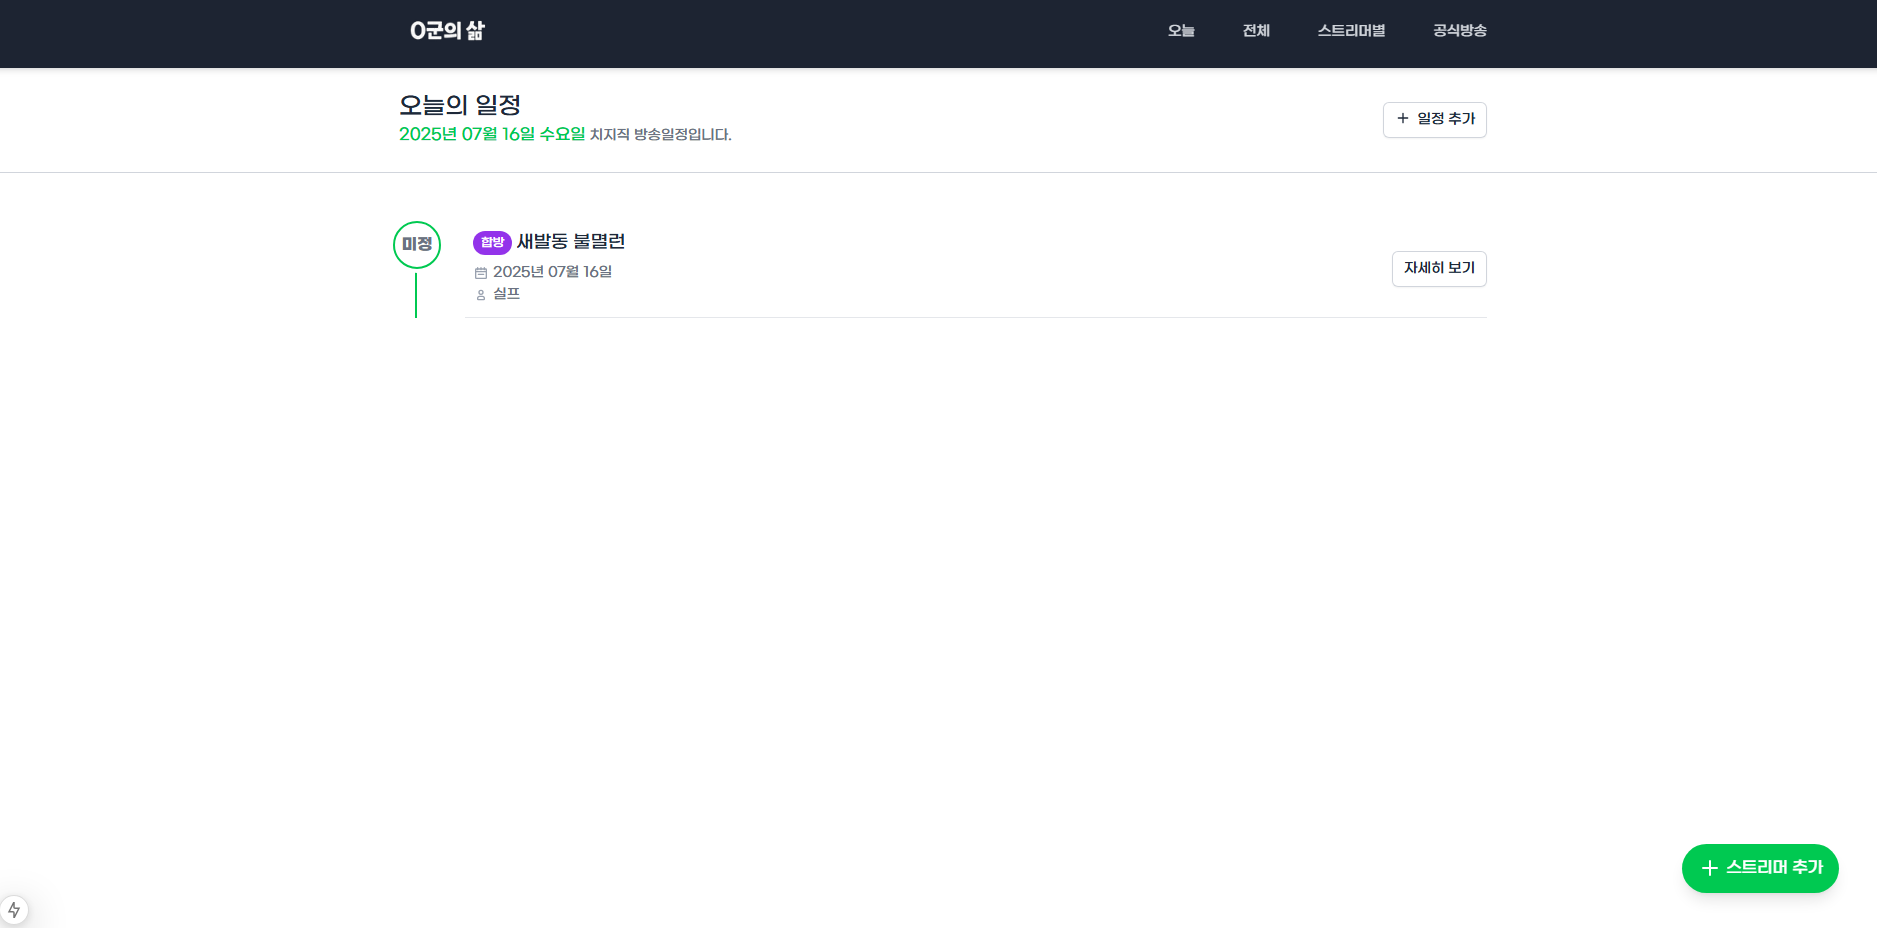 0군의 삶
오늘 전체 스트리머별 공식방송
오늘의 일정
2025년 07월 16일 수요일 치지직 방송일정입니다.
일정 추가
미정
합방 새발동 불멸런
2025년 07월 16일
실프
자세히 보기
스트리머 추가